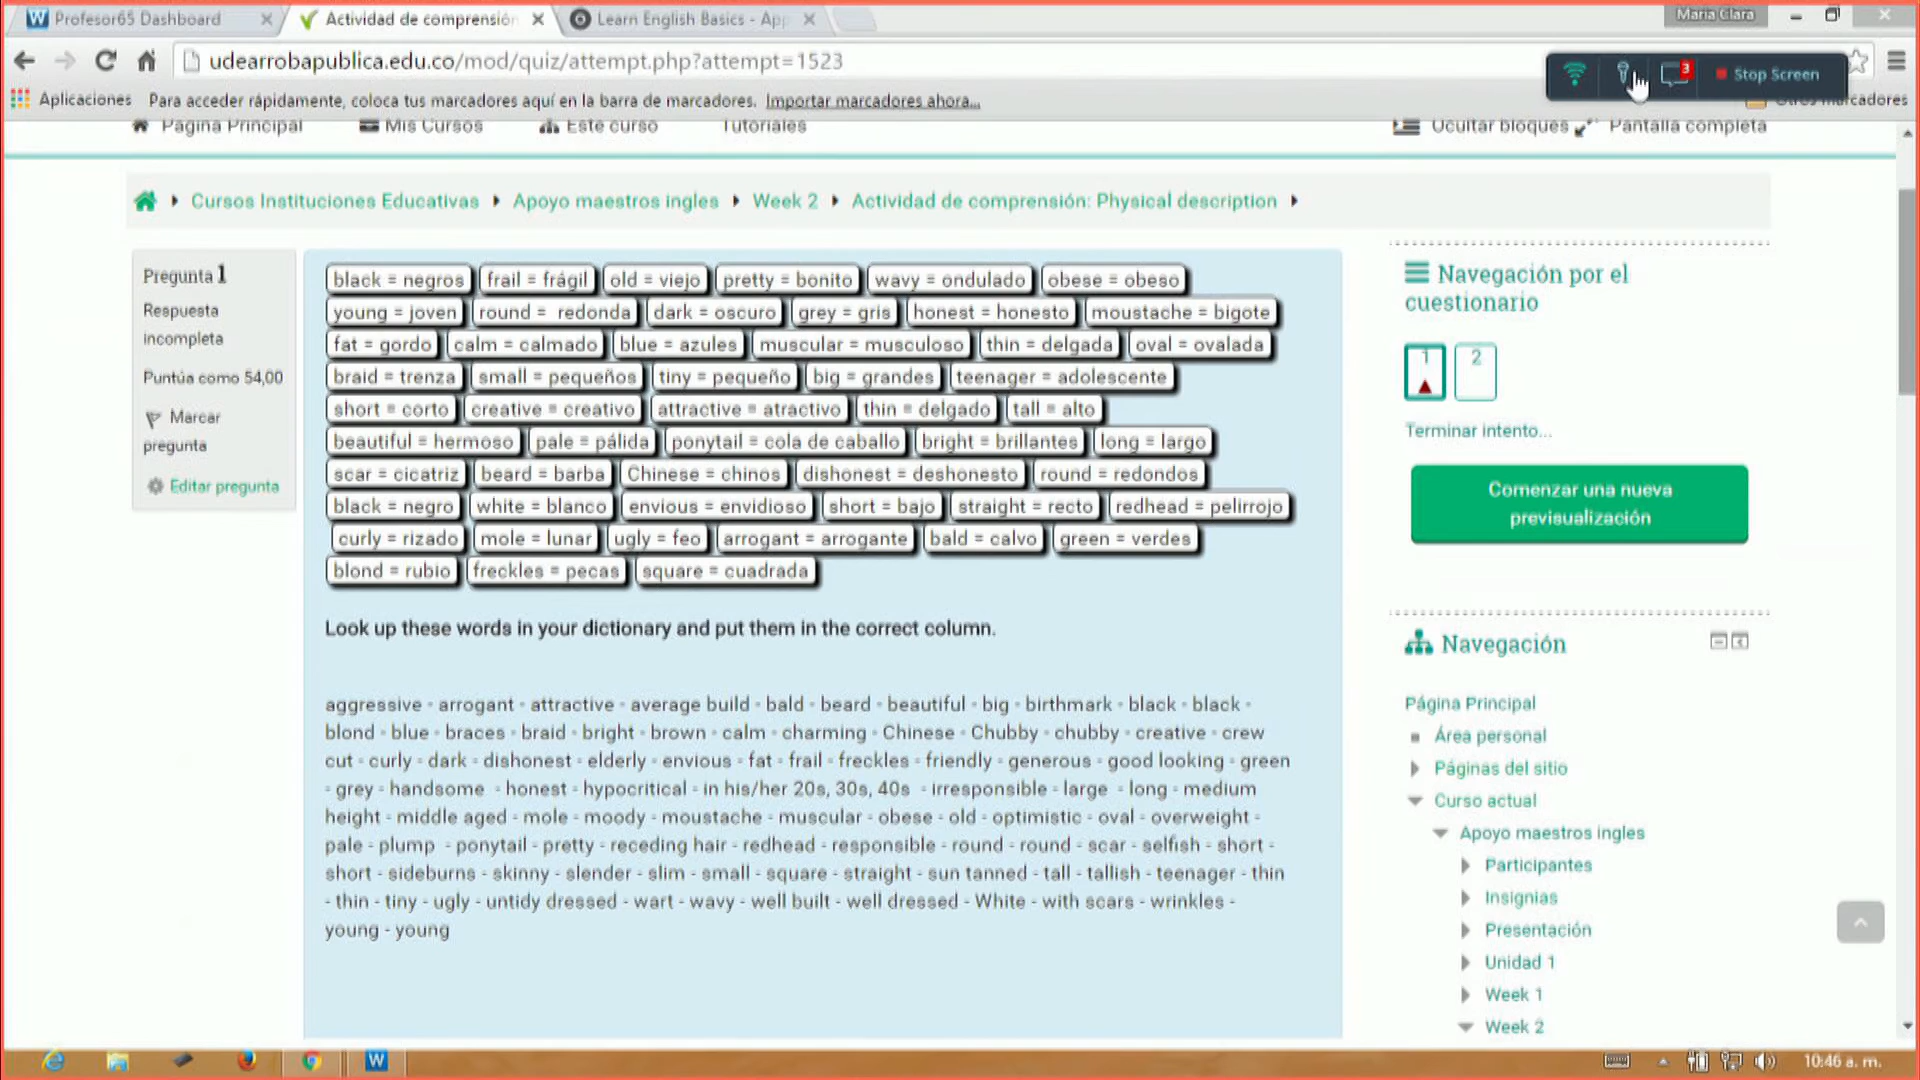 Profesor65 Dashboard
Actividad de comprensión
Learn English Basics - App
Maria Clara
udearrobapublica.edu.co/mod/quiz/attempt.php?attempt=1523
3
Stop Screen
Aplicaciones
Para acceder rápidamente, coloca tus marcadores aquí en la barra de marcadores. Importar marcadores ahora...
Otros marcadores
Página Principal
Mis Cursos
Este curso
Tutoriales
Ocultar bloques
Pantalla completa
Cursos Instituciones Educativas
Apoyo maestros ingles
Week 2
Actividad de comprensión: Physical description
Pregunta 1
Respuesta
incompleta
Puntúa como 54,00
Marcar
pregunta
Editar pregunta
black = negros frail = frágil old = viejo pretty = bonito wavy = ondulado obese = obeso
young = joven round = redonda dark = oscuro grey = gris honest = honesto moustache = bigote
fat = gordo calm = calmado blue = azules muscular = musculoso thin = delgada oval = ovalada
braid = trenza small = pequeños tiny = pequeño big = grandes teenager = adolescente
short = corto creative = creativo attractive = atractivo thin = delgado tall = alto
beautiful = hermoso pale = pálida ponytail = cola de caballo bright = brillantes long = largo
scar = cicatriz beard = barba Chinese = chinos dishonest = deshonesto round = redondos
black = negro white = blanco envious = envidioso short = bajo straight = recto redhead = pelirrojo
curly = rizado mole = lunar ugly = feo arrogant = arrogante bald = calvo green = verdes
blond = rubio freckles = pecas square = cuadrada
Look up these words in your dictionary and put them in the correct column.
aggressive - arrogant - attractive - average build - bald - beard - beautiful - big - birthmark - black - black -
blond - blue - braces - braid - bright - brown - calm - charming - Chinese - Chubby - chubby - creative - crew
cut - curly - dark - dishonest - elderly - envious - fat - frail - freckles - friendly - generous - good looking - green
- grey - handsome - honest - hypocritical - in his/her 20s, 30s, 40s - irresponsible - large - long - medium
height - middle aged - mole - moody - moustache - muscular - obese - old - optimistic - oval - overweight -
pale - plump - ponytail - pretty - receding hair - redhead - responsible - round - round - scar - selfish - short -
short - sideburns - skinny - slender - slim - small - square - straight - sun tanned - tall - tallish - teenager - thin
- thin - tiny - ugly - untidy dressed - wart - wavy - well built - well dressed - White - with scars - wrinkles -
young - young
Navegación por el
cuestionario
1 2
Terminar intento...
Comenzar una nueva
previsualización
Navegación
Página Principal
Área personal
Páginas del sitio
Curso actual
Apoyo maestros ingles
Participantes
Insignias
Presentación
Unidad 1
Week 1
Week 2
10:46 a. m.